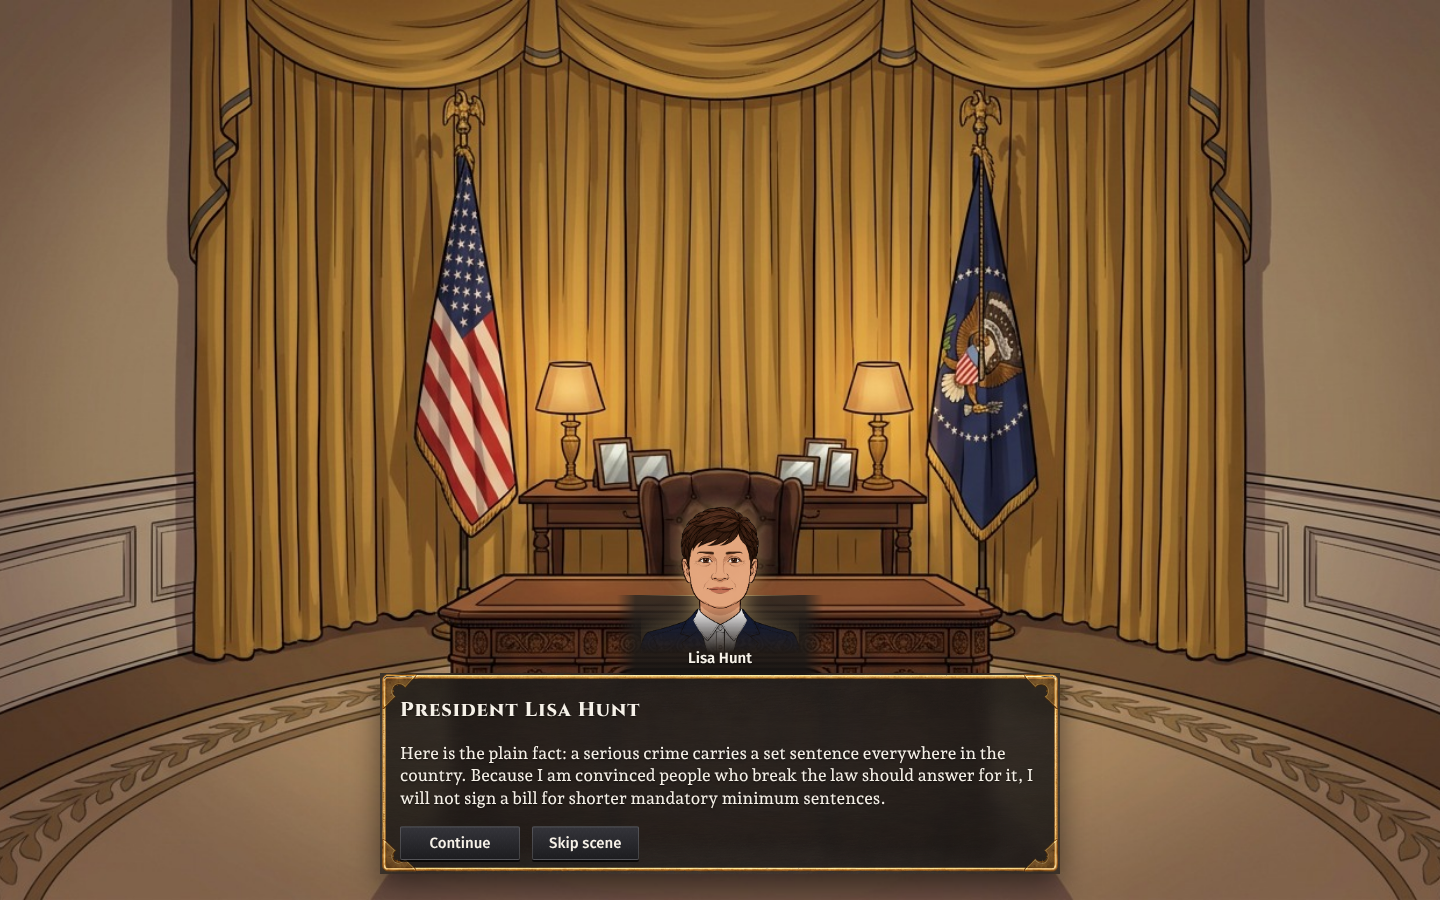 Lisa Hunt
President Lisa Hunt
Here is the plain fact: a serious crime carries a set sentence everywhere in the
country. Because I am convinced people who break the law should answer for it, I
will not sign a bill for shorter mandatory minimum sentences.
Continue
Skip scene